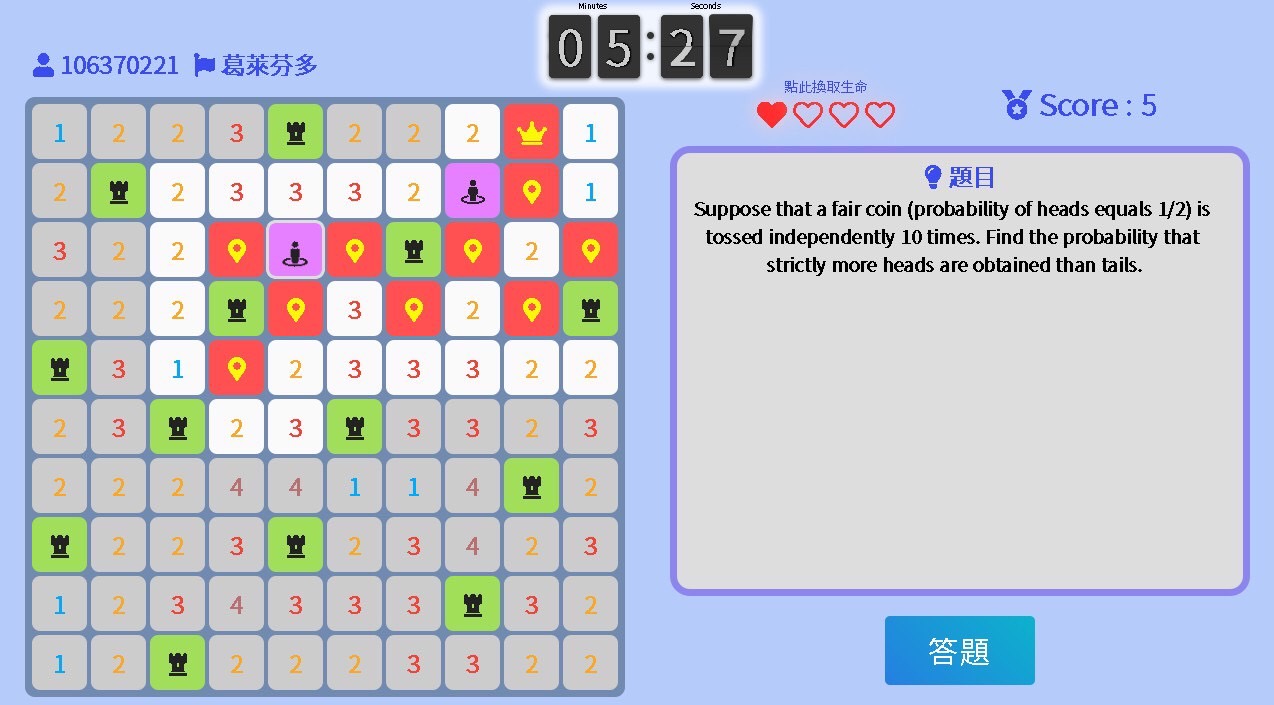 Minutes Seconds
05:27
106370221 葛萊芬多
點此換取生命
Score : 5
1 2 2 3 2 2 2 1
2 2 3 3 3 2 1
3 2 2 2
2 2 2 3 2
3 1 2 3 3 3 2 2
2 3 2 3 3 3 2 3
2 2 2 4 4 1 1 4 2
2 2 3 2 3 4 2 3
1 2 3 4 3 3 3 3 2
1 2 2 2 2 3 3 2 2
題目
Suppose that a fair coin (probability of heads equals 1/2) is
tossed independently 10 times. Find the probability that
strictly more heads are obtained than tails.
答題